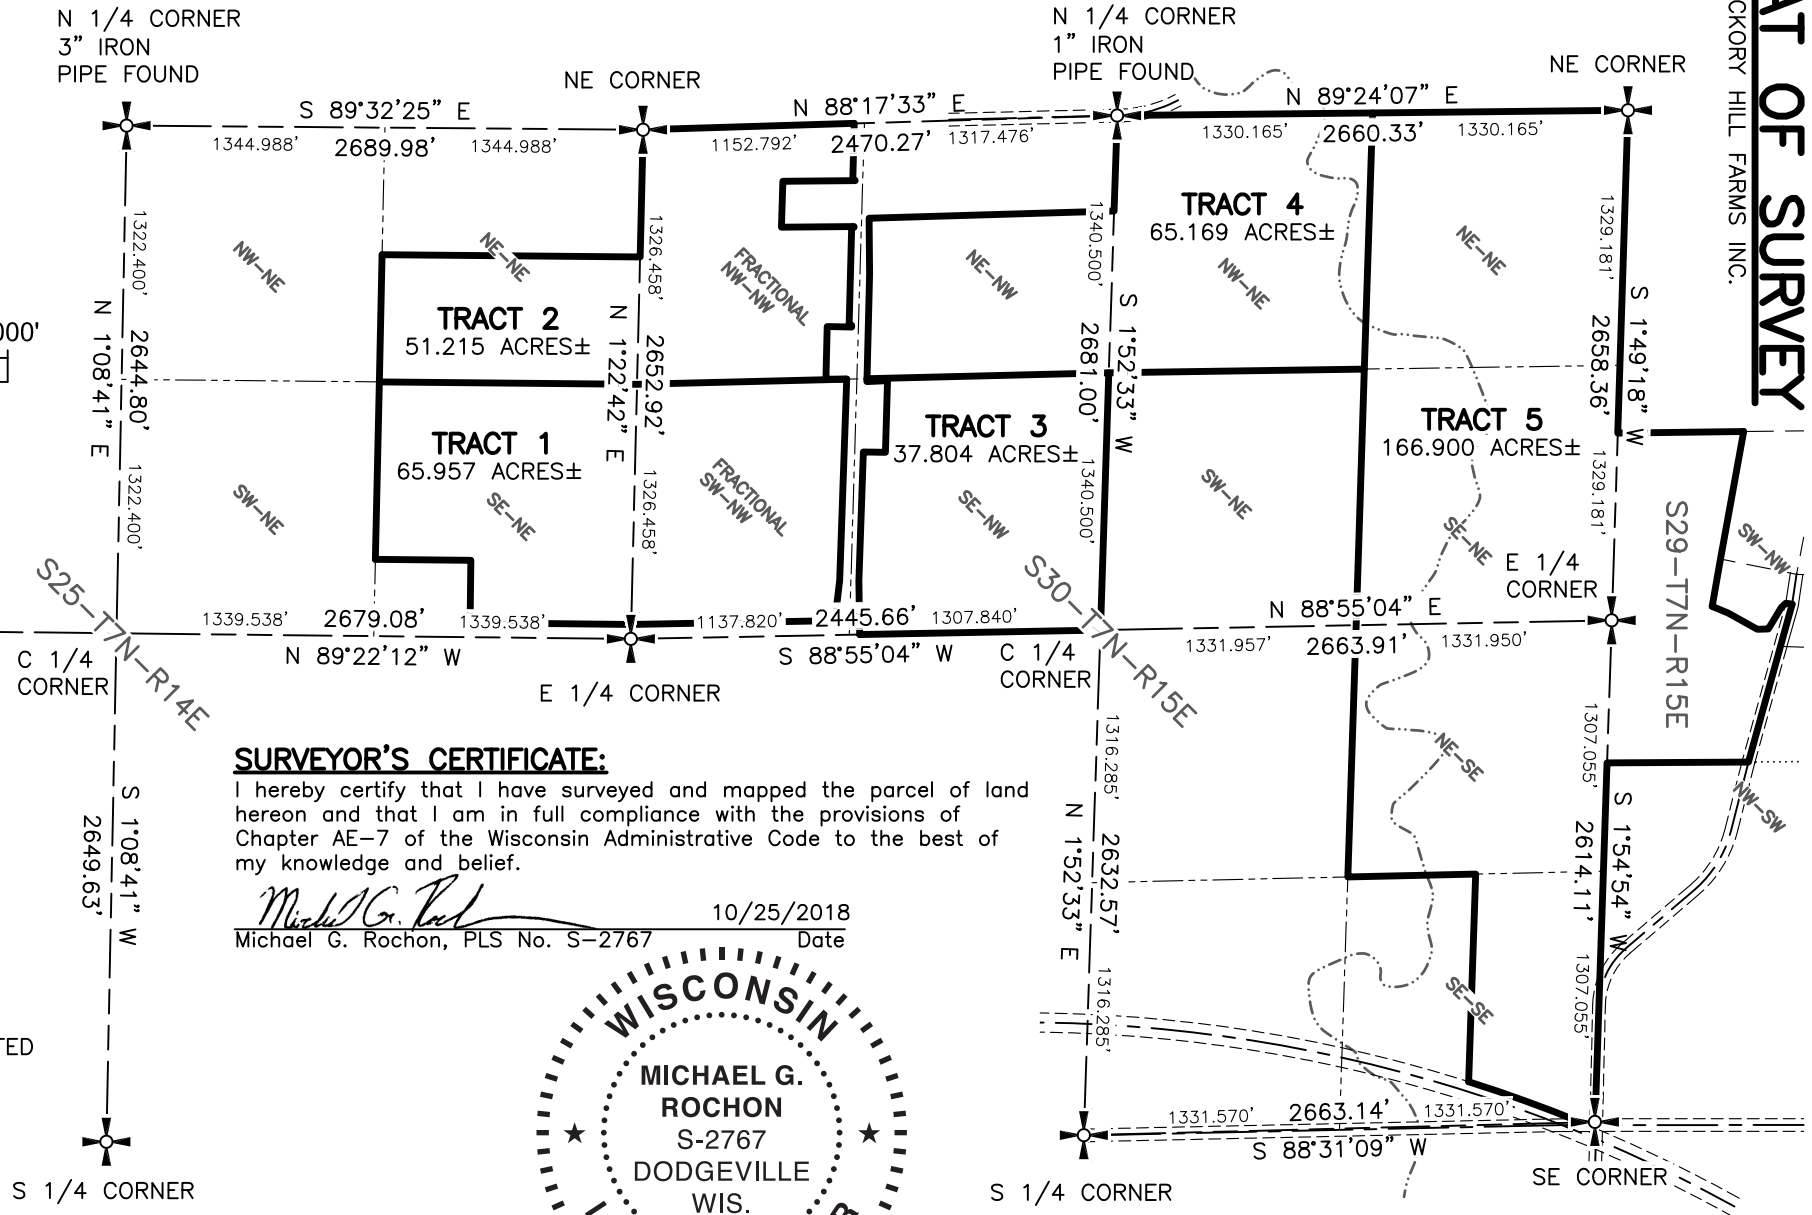 N 1/4 CORNER
3" IRON
PIPE FOUND
NE CORNER
N 1/4 CORNER
1" IRON
PIPE FOUND
NE CORNER
AT OF SURVEY
CKORY HILL FARMS INC.
S 89°32'25" E
1344.988' 2689.98' 1344.988'
N 88°17'33" E
1152.792' 2470.27' 1317.476'
N 89°24'07" E
1330.165' 2660.33' 1330.165'
1322.400'
N 1°08'41" E
2644.80'
1322.400'
1326.458'
N 1°22'42" E
2652.92'
1326.458'
1340.500'
S 1°52'33" W
2681.00'
1340.500'
1329.181'
S 1°49'18" W
2658.36'
1329.181'
000'
NW-NE
NE-NE
FRACTIONAL
NW-NW
NE-NW
NW-NE
NE-NE
TRACT 2
51.215 ACRES±
TRACT 4
65.169 ACRES±
TRACT 1
65.957 ACRES±
TRACT 3
37.804 ACRES±
TRACT 5
166.900 ACRES±
SW-NE
SE-NE
FRACTIONAL
SW-NW
SE-NW
SW-NE
SE-NE
SW-NW
S25-T7N-R14E
S30-T7N-R15E
S29-T7N-R15E
E 1/4
CORNER
1339.538' 2679.08' 1339.538'
N 89°22'12" W
1137.820' 2445.66' 1307.840'
S 88°55'04" W
N 88°55'04" E
1331.957' 2663.91' 1331.950'
C 1/4
CORNER
E 1/4 CORNER
C 1/4
CORNER
S 1°08'41" W
2649.63'
1316.285'
N 1°52'33" E
2632.57'
1316.285'
1307.055'
S 1°54'54" W
2614.11'
1307.055'
NE-SE
NW-SW
SE-SE
SURVEYOR'S CERTIFICATE:
I hereby certify that I have surveyed and mapped the parcel of land
hereon and that I am in full compliance with the provisions of
Chapter AE-7 of the Wisconsin Administrative Code to the best of
my knowledge and belief.
Michael G. Rochon
10/25/2018
Michael G. Rochon, PLS No. S-2767 Date
WISCONSIN
MICHAEL G.
ROCHON
S-2767
DODGEVILLE
WIS.
TED
1331.570' 2663.14' 1331.570'
S 88°31'09" W
S 1/4 CORNER
S 1/4 CORNER
SE CORNER